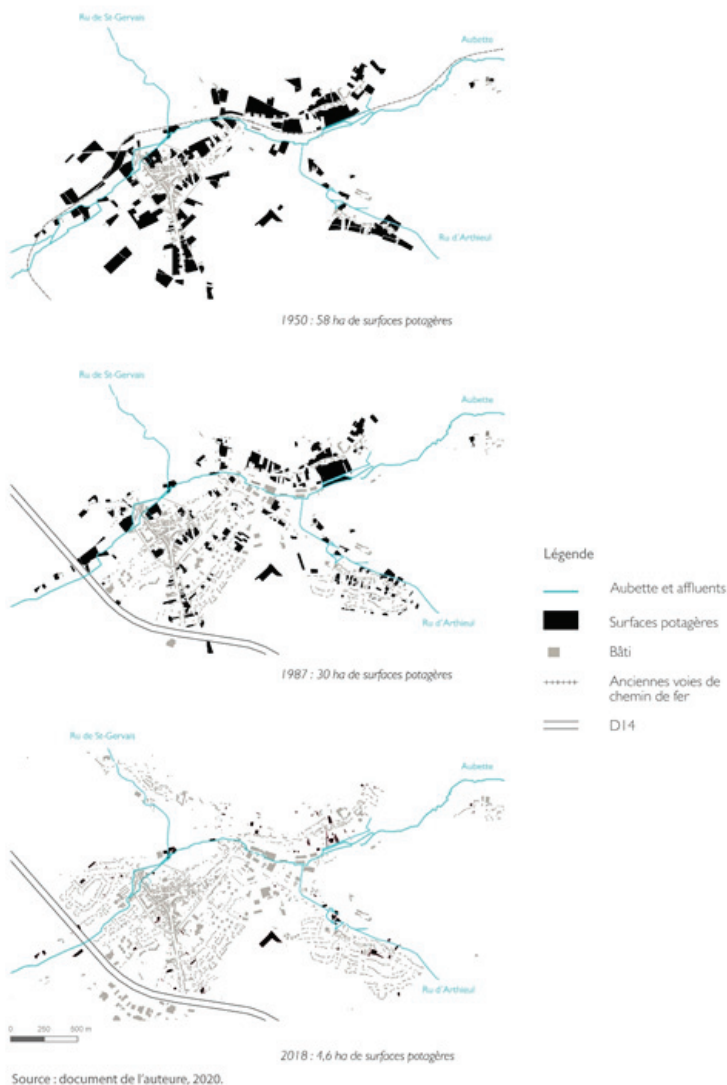 Ru de St-Gervais
Aubette
Ru d'Arthieul
1950 : 58 ha de surfaces potagères
Ru de St-Gervais
Aubette
Ru d'Arthieul
1987 : 30 ha de surfaces potagères
Légende
Aubette et affluents
Surfaces potagères
Bâti
Anciennes voies de
chemin de fer
D14
Ru de St-Gervais
Aubette
Ru d'Arthieul
0 250 500 m
2018 : 4,6 ha de surfaces potagères
Source : document de l'auteure, 2020.